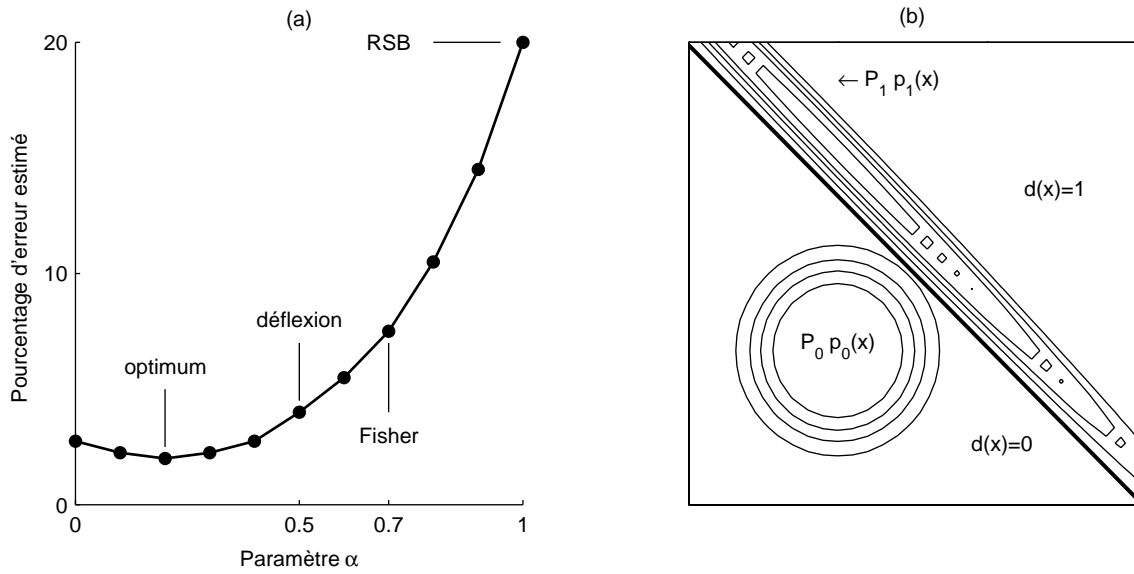 (a)
20
10
0
0
0.5
0.7
1
Pourcentage d'erreur estimé
Paramètre α
RSB
déflexion
optimum
Fisher
(b)
← P₁ p₁(x)
d(x)=1
P₀ p₀(x)
d(x)=0